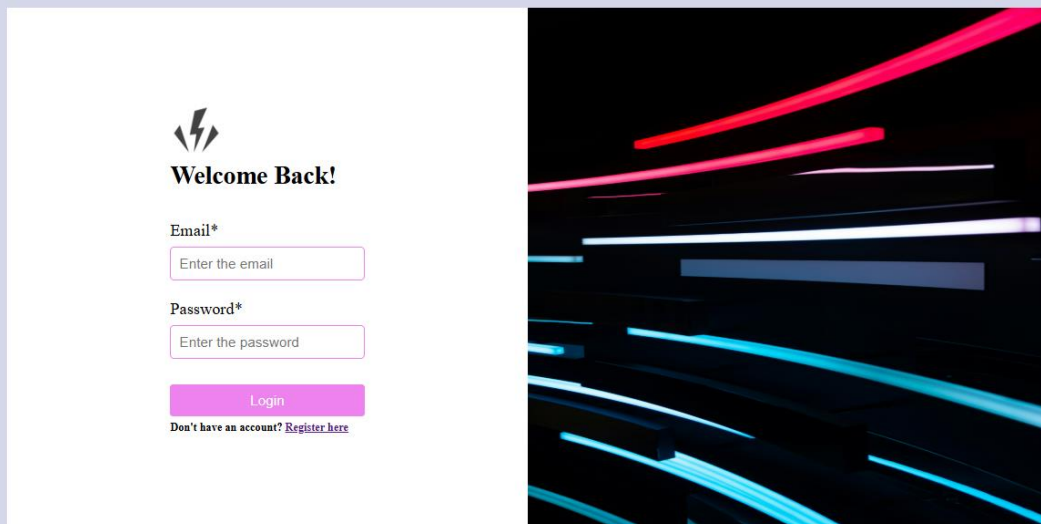 Welcome Back!
Email*
Enter the email
Password*
Enter the password
Login
Don't have an account? Register here